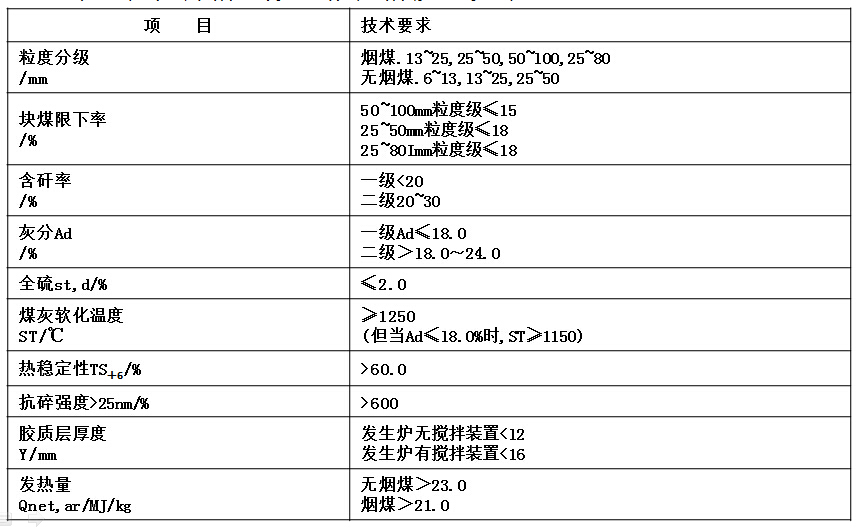 项 目 技术要求
粒度分级 烟煤.13~25,25~50,50~100,25~80
/mm 无烟煤.6~13,13~25,25~50
块煤限下率 50~100mm粒度级≤15
/% 25~50mm粒度级≤18
25~80Imm粒度级≤18
含矸率 一级<20
/% 二级20~30
灰分Ad 一级Ad≤18.0
/% 二级＞18.0～24.0
全硫st,d/% ≤2.0
煤灰软化温度 ≥1250
ST/℃ (但当Ad≤18.0%时,ST≥1150)
热稳定性TS+6/% >60.0
抗碎强度>25nm/% >600
胶质层厚度 发生炉无搅拌装置<12
Y/mm 发生炉有搅拌装置<16
发热量 无烟煤＞23.0
Qnet,ar/MJ/kg 烟煤＞21.0